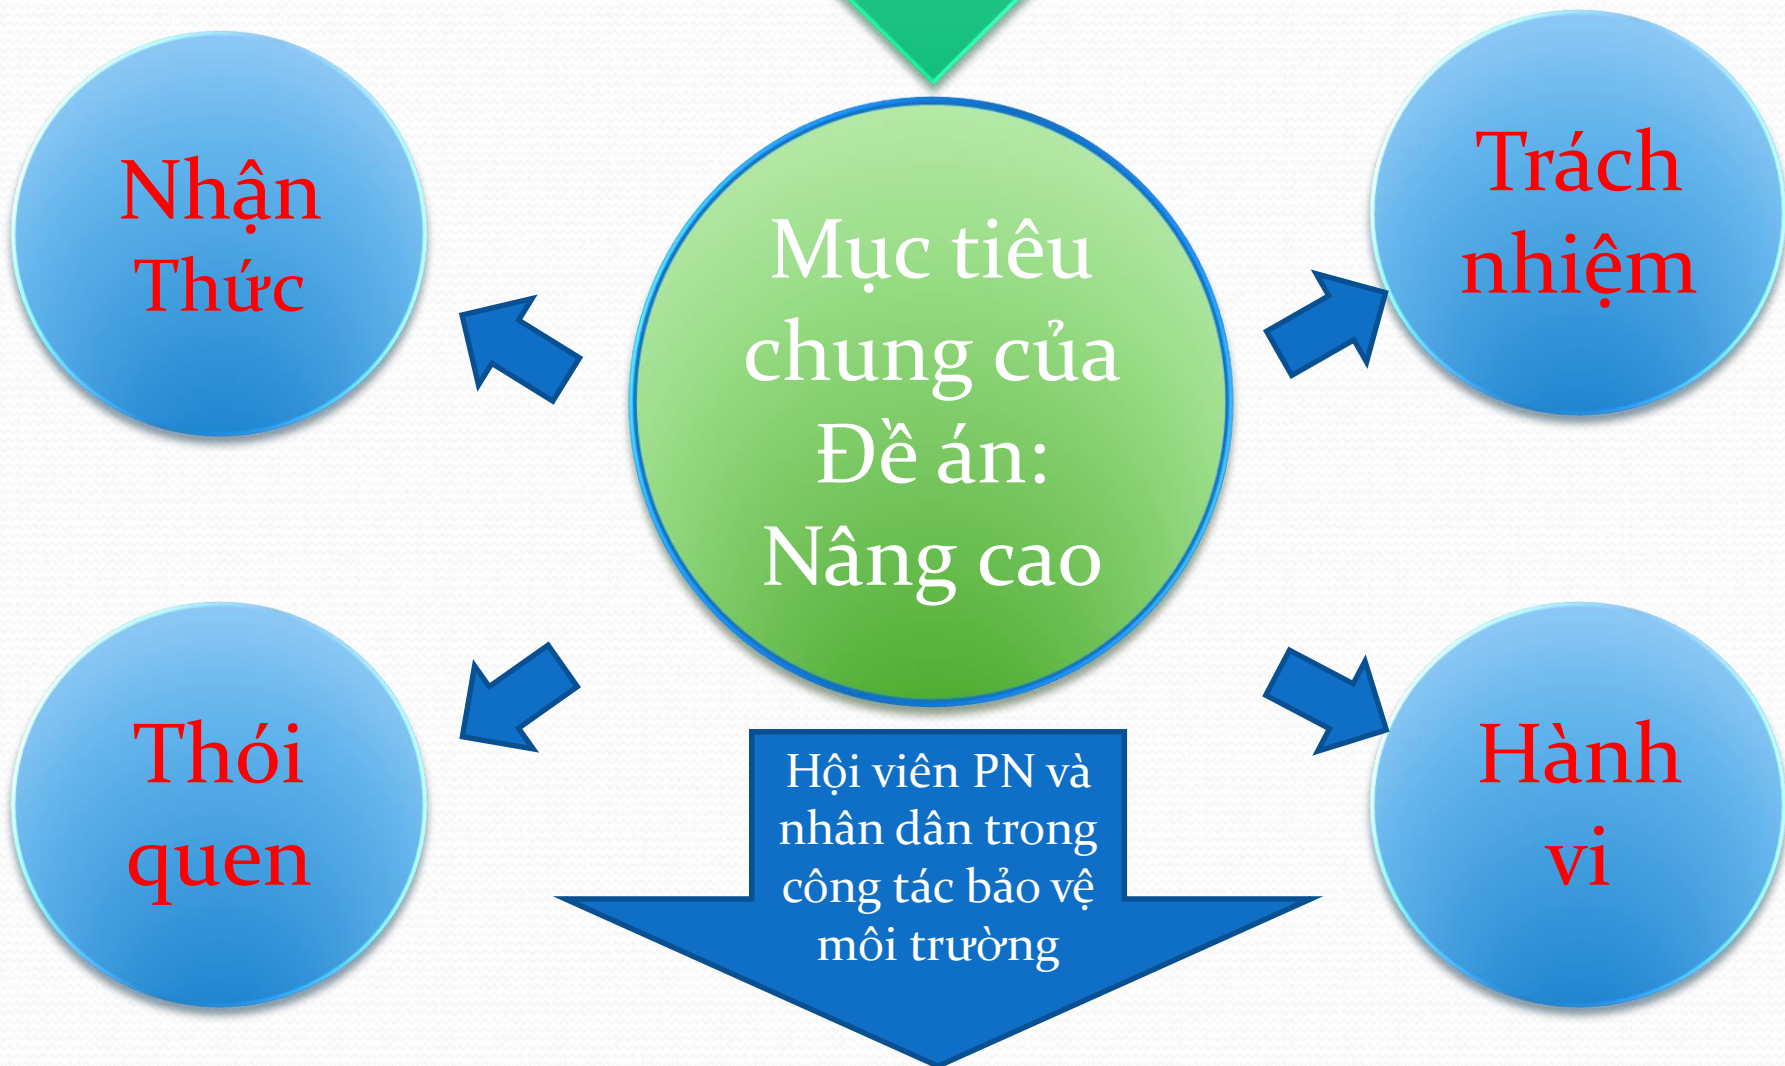 Nhận
Thức
Trách
nhiệm
Mục tiêu
chung của
Đề án:
Nâng cao
Thói
quen
Hành
vi
Hội viên PN và
nhân dân trong
công tác bảo vệ
môi trường